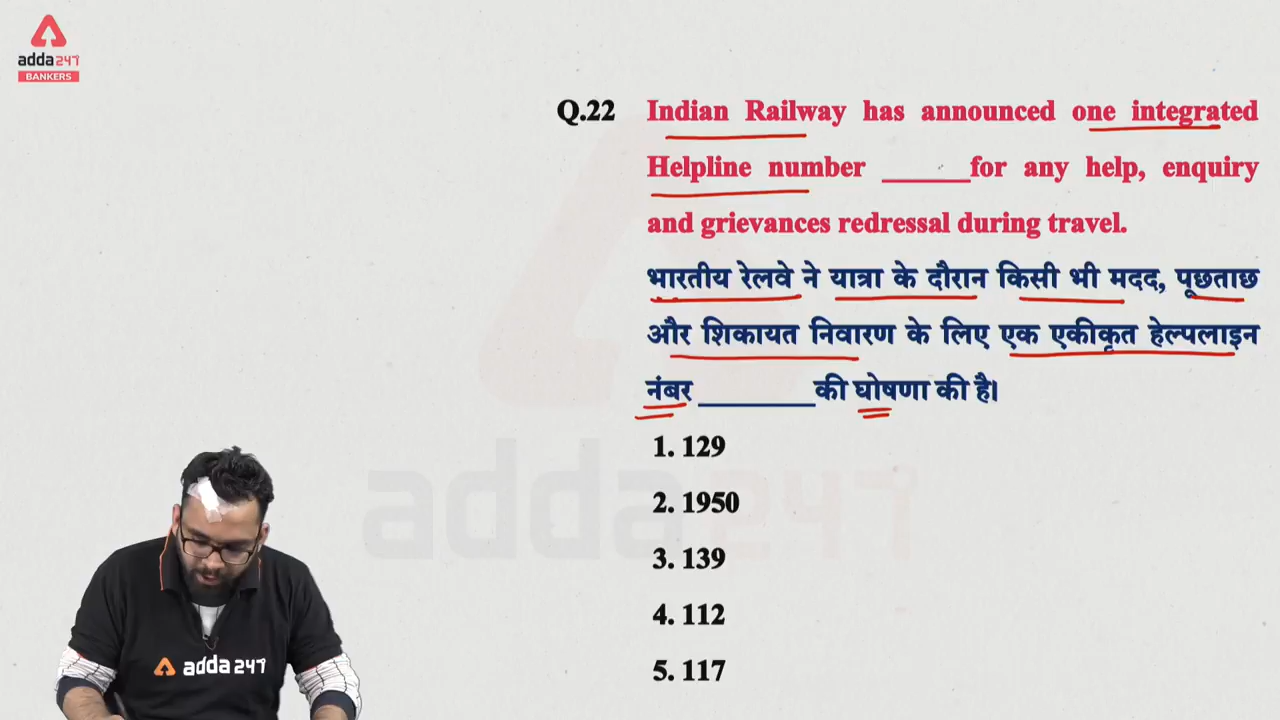 adda247
BANKERS
Q.22 Indian Railway has announced one integrated
Helpline number ______for any help, enquiry
and grievances redressal during travel.
भारतीय रेलवे ने यात्रा के दौरान किसी भी मदद, पूछताछ
और शिकायत निवारण के लिए एक एकीकृत हेल्पलाइन
नंबर ________की घोषणा की है।
1. 129
2. 1950
3. 139
4. 112
5. 117
adda247
adda247